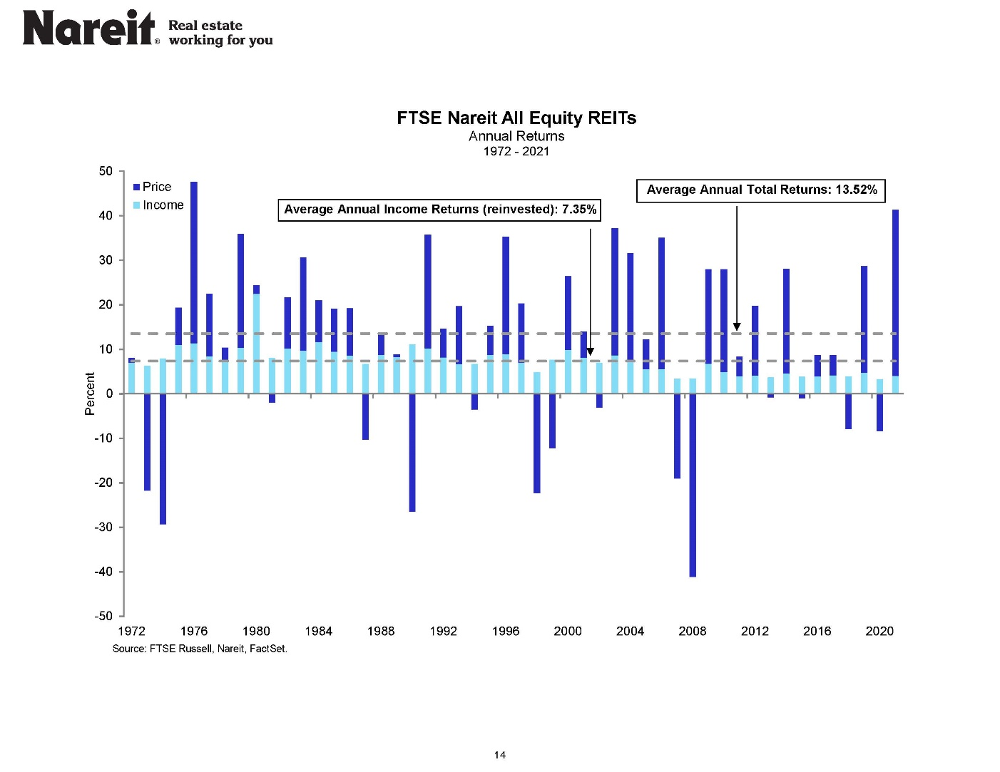 Nareit® Real estate
working for you
FTSE Nareit All Equity REITs
Annual Returns
1972 - 2021
50
Price
Income
Average Annual Income Returns (reinvested): 7.35%
Average Annual Total Returns: 13.52%
40
30
20
10
0
-10
-20
-30
-40
-50
Percent
1972 1976 1980 1984 1988 1992 1996 2000 2004 2008 2012 2016 2020
Source: FTSE Russell, Nareit, FactSet.
14